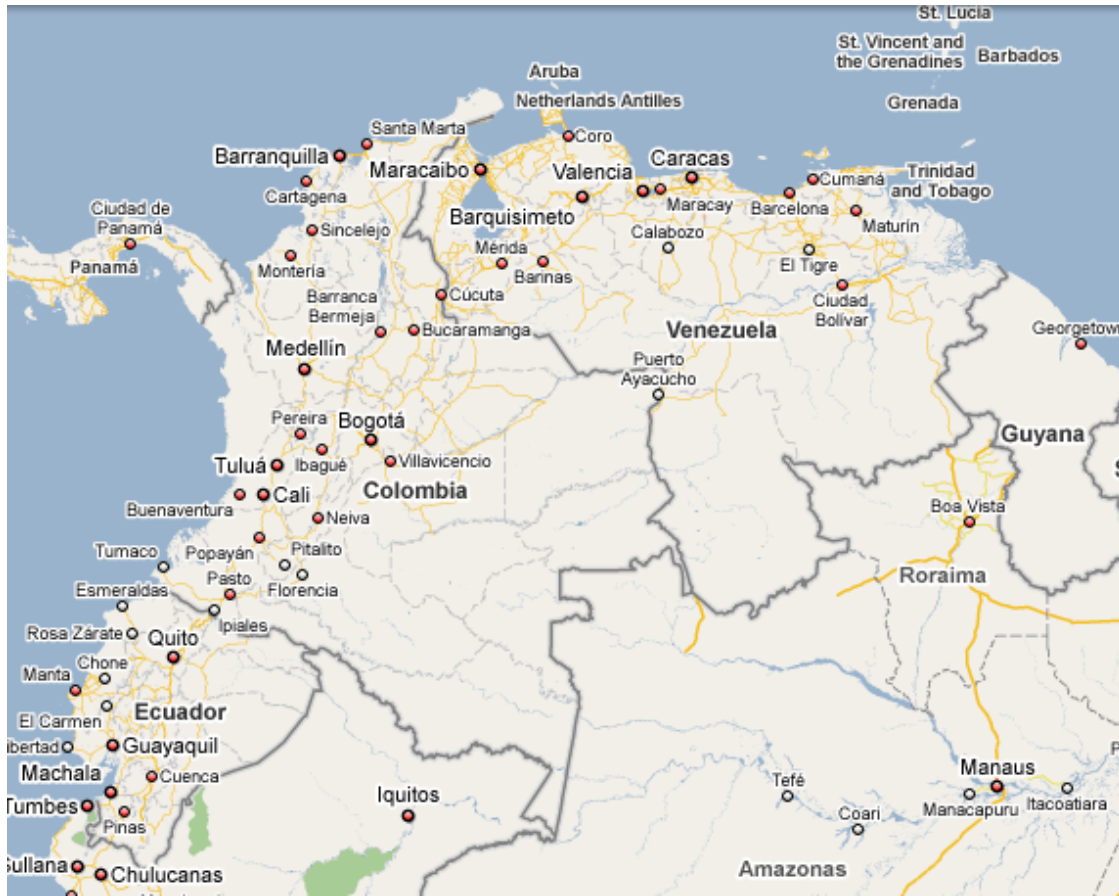 St. Lucia
St. Vincent and
the Grenadines
Barbados
Aruba
Netherlands Antilles
Grenada
Santa Marta
Coro
Barranquilla
Maracaibo
Valencia
Caracas
Cumaná
Trinidad
and Tobago
Cartagena
Maracay
Barcelona
Ciudad de
Panamá
Sincelejo
Barquisimeto
Calabozo
Maturín
Panamá
Montería
Mérida
Barinas
El Tigre
Barranca
Bermeja
Cúcuta
Ciudad
Bolívar
Bucaramanga
Venezuela
Georgetown
Medellín
Puerto
Ayacucho
Pereira
Bogotá
Guyana
Tuluá
Ibagué
Villavicencio
Cali
Colombia
Buenaventura
Neiva
Boa Vista
Tumaco
Popayán
Pitalito
Esmeraldas
Pasto
Florencia
Roraima
Rosa Zárate
Ipiales
Quito
Chone
Manta
El Carmen
Ecuador
ibertad
Guayaquil
Machala
Cuenca
Manaus
Tumbes
Iquitos
Tefé
Manacapuru
Itacoatiara
Pinas
Coari
Sullana
Chulucanas
Amazonas